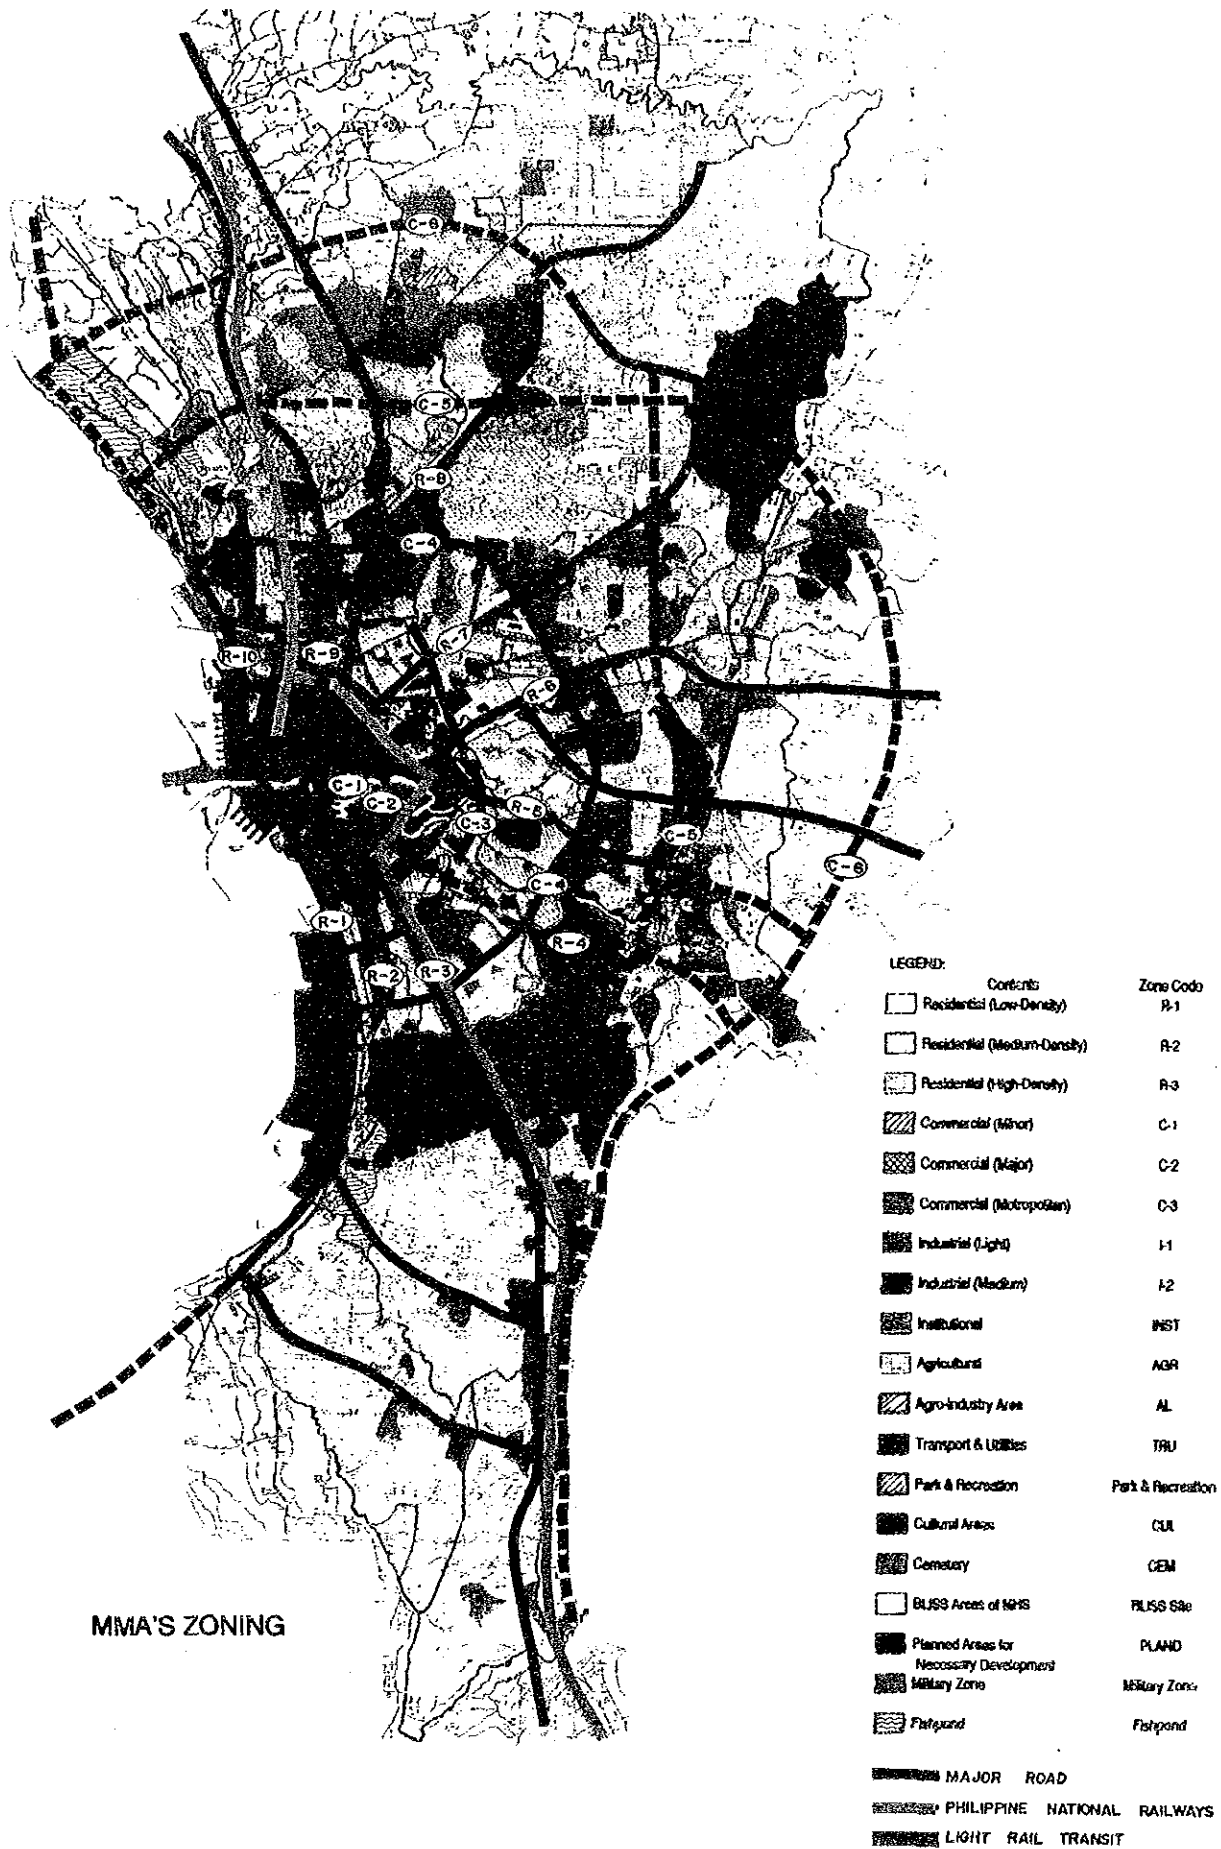 C-6
C-5
R-8
C-4
R-10
R-9
R-7
R-6
C-1
C-2
R-5
C-3
C-5
C-6
C-4
R-1
R-4
R-2
R-3
LEGEND:
Contents Zone Code
Residential (Low-Density) R-1
Residential (Medium-Density) R-2
Residential (High-Density) R-3
Commercial (Minor) C-1
Commercial (Major) C-2
Commercial (Metropolitan) C-3
Industrial (Light) I-1
Industrial (Medium) I-2
Institutional INST
Agricultural AGR
Agro-Industry Area AL
Transport & Utilities TRU
Park & Recreation Park & Recreation
Cultural Areas CUL
Cemetery CEM
BLISS Areas of MHS BLISS Site
Planned Areas for PLAND
Necessary Development
Military Zone Military Zone
Fishpond Fishpond
MAJOR ROAD
PHILIPPINE NATIONAL RAILWAYS
LIGHT RAIL TRANSIT
MMA'S ZONING